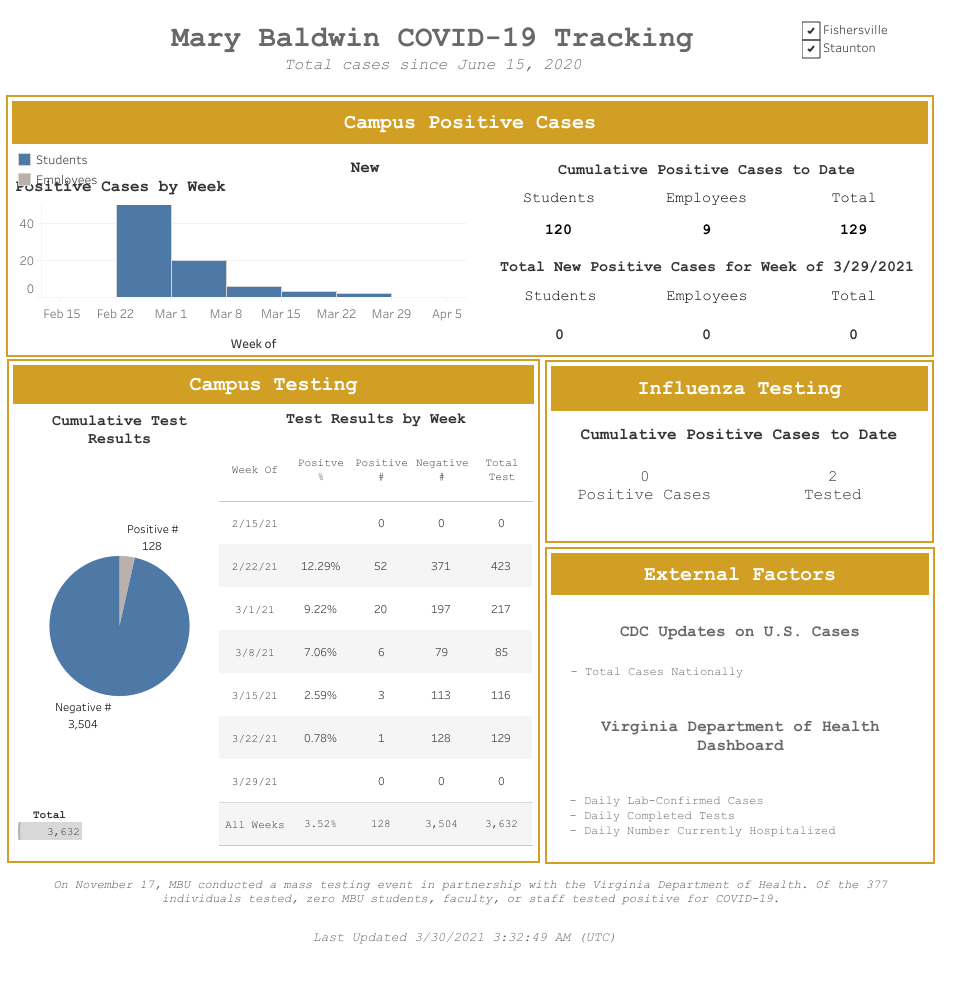 Mary Baldwin COVID-19 Tracking
Total cases since June 15, 2020
✔ Fishersville
✔ Staunton
Campus Positive Cases
Students
Employees
Positive Cases by Week
New
40
20
0
Feb 15 Feb 22 Mar 1 Mar 8 Mar 15 Mar 22 Mar 29 Apr 5
Week of
Cumulative Positive Cases to Date
Students Employees Total
120 9 129
Total New Positive Cases for Week of 3/29/2021
Students Employees Total
0 0 0
Campus Testing
Cumulative Test
Results
Positive #
128
Negative #
3,504
Total
3,632
Test Results by Week
Week Of Positve % Positive # Negative # Total Test
2/15/21 0 0 0
2/22/21 12.29% 52 371 423
3/1/21 9.22% 20 197 217
3/8/21 7.06% 6 79 85
3/15/21 2.59% 3 113 116
3/22/21 0.78% 1 128 129
3/29/21 0 0 0
All Weeks 3.52% 128 3,504 3,632
Influenza Testing
Cumulative Positive Cases to Date
0 2
Positive Cases Tested
External Factors
CDC Updates on U.S. Cases
- Total Cases Nationally
Virginia Department of Health
Dashboard
- Daily Lab-Confirmed Cases
- Daily Completed Tests
- Daily Number Currently Hospitalized
On November 17, MBU conducted a mass testing event in partnership with the Virginia Department of Health. Of the 377
individuals tested, zero MBU students, faculty, or staff tested positive for COVID-19.
Last Updated 3/30/2021 3:32:49 AM (UTC)